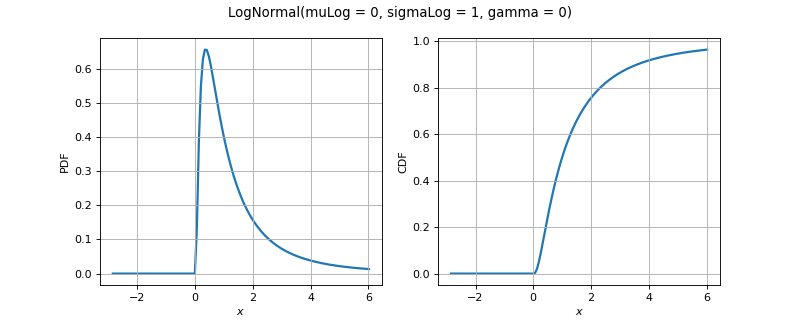 LogNormal(muLog = 0, sigmaLog = 1, gamma = 0)
PDF
0.6
0.5
0.4
0.3
0.2
0.1
0.0
−2 0 2 4 6
x
CDF
1.0
0.8
0.6
0.4
0.2
0.0
−2 0 2 4 6
x